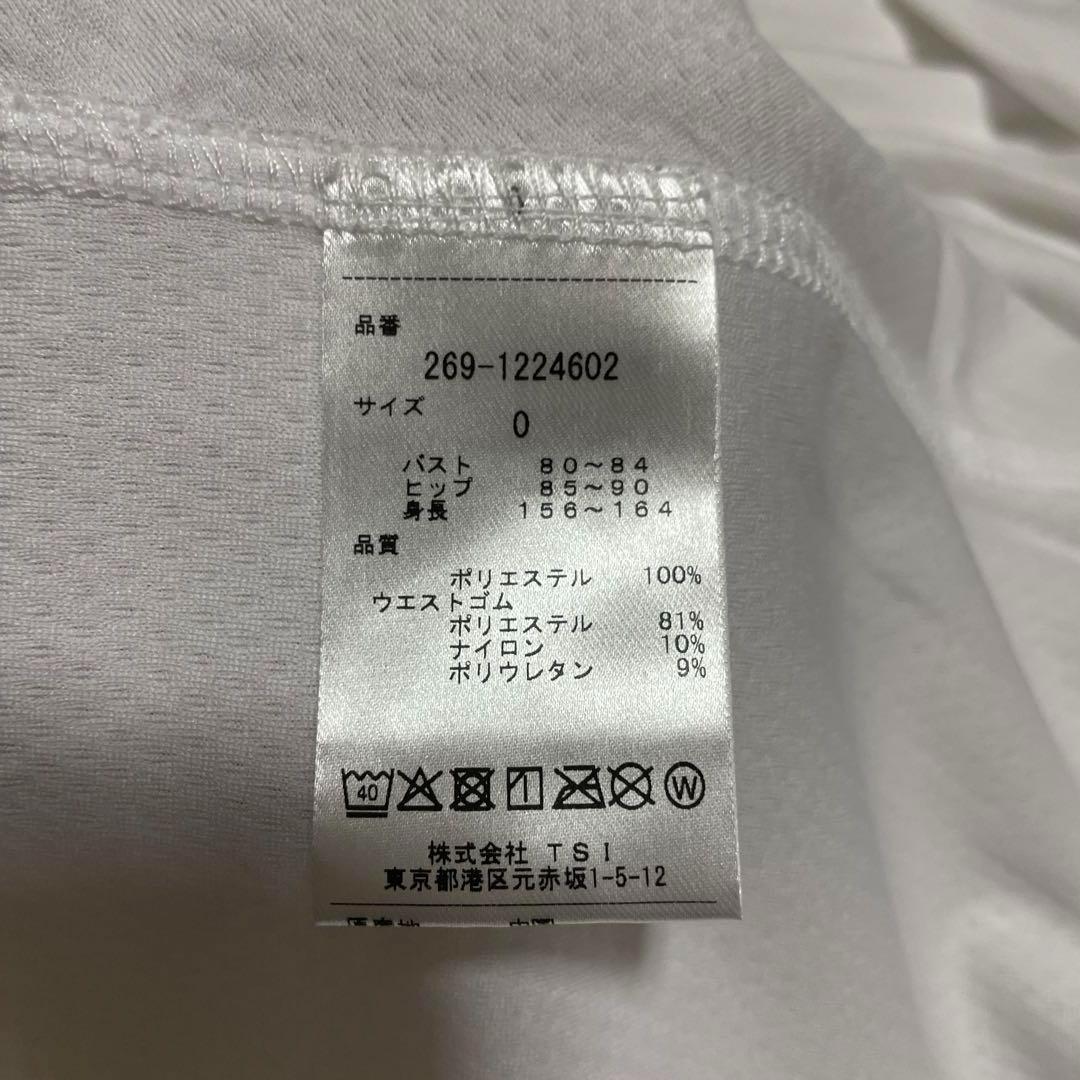 品番
269-1224602
サイズ
0
バスト 80～84
ヒップ 85～90
身長 156～164
品質
ポリエステル 100%
ウエストゴム
ポリエステル 81%
ナイロン 10%
ポリウレタン 9%
40
W
株式会社 TSI
東京都港区元赤坂1-5-12